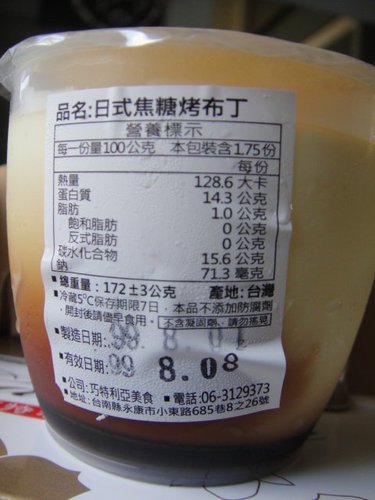 品名:日式焦糖烤布丁
營養標示
每一份量100公克 本包裝含1.75份
每份
熱量 128.6 大卡
蛋白質 14.3 公克
脂肪 1.0 公克
飽和脂肪 0 公克
反式脂肪 0 公克
碳水化合物 15.6 公克
鈉 71.3 毫克
■總重量:172±3公克 產地:台灣
■冷藏5°C保存期限7日,本品不添加防腐劑,
開封後請儘早食用。不含凝固劑、請勿搖晃
■製造日期:99 8.01
■有效日期:99 8.08
■公司:巧特利亞美食 ■電話:06-3129373
■地址:台南縣永康市小東路685巷8之26號